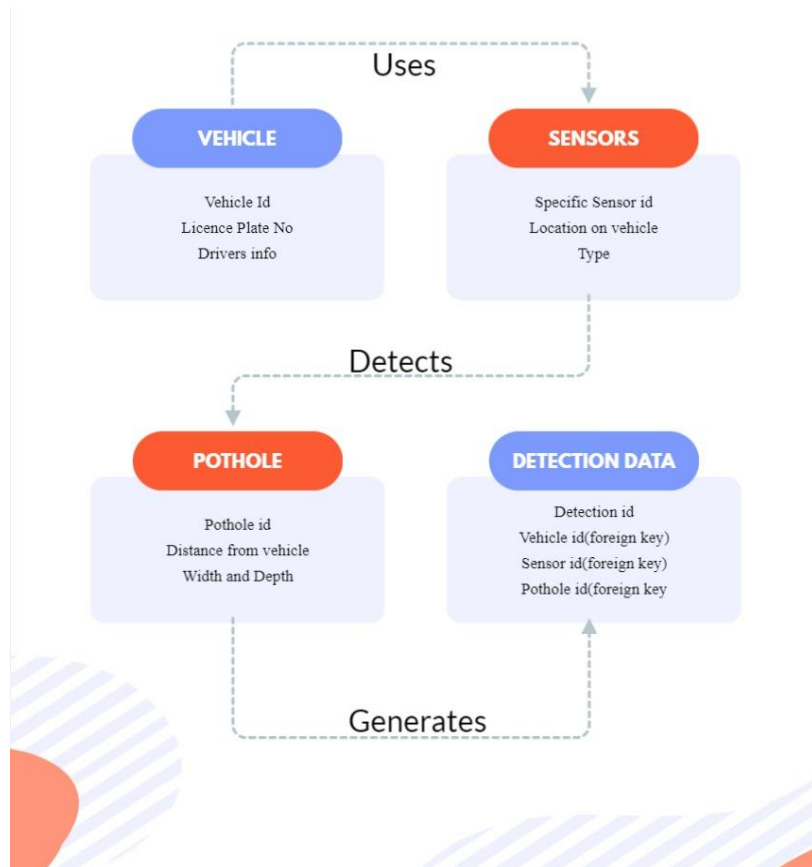 Uses
VEHICLE
Vehicle Id
Licence Plate No
Drivers info
SENSORS
Specific Sensor id
Location on vehicle
Type
Detects
POTHOLE
Pothole id
Distance from vehicle
Width and Depth
DETECTION DATA
Detection id
Vehicle id(foreign key)
Sensor id(foreign key)
Pothole id(foreign key
Generates